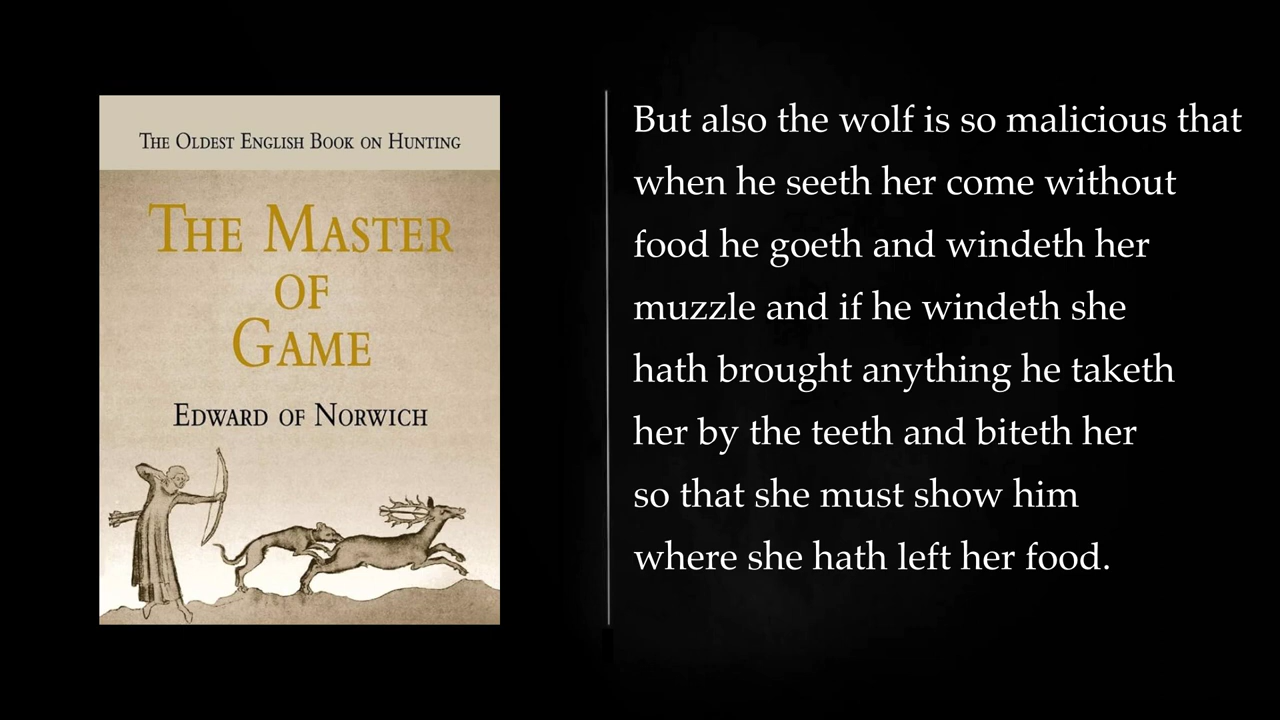 THE OLDEST ENGLISH BOOK ON HUNTING
THE MASTER
OF
GAME
EDWARD OF NORWICH
But also the wolf is so malicious that
when he seeth her come without
food he goeth and windeth her
muzzle and if he windeth she
hath brought anything he taketh
her by the teeth and biteth her
so that she must show him
where she hath left her food.